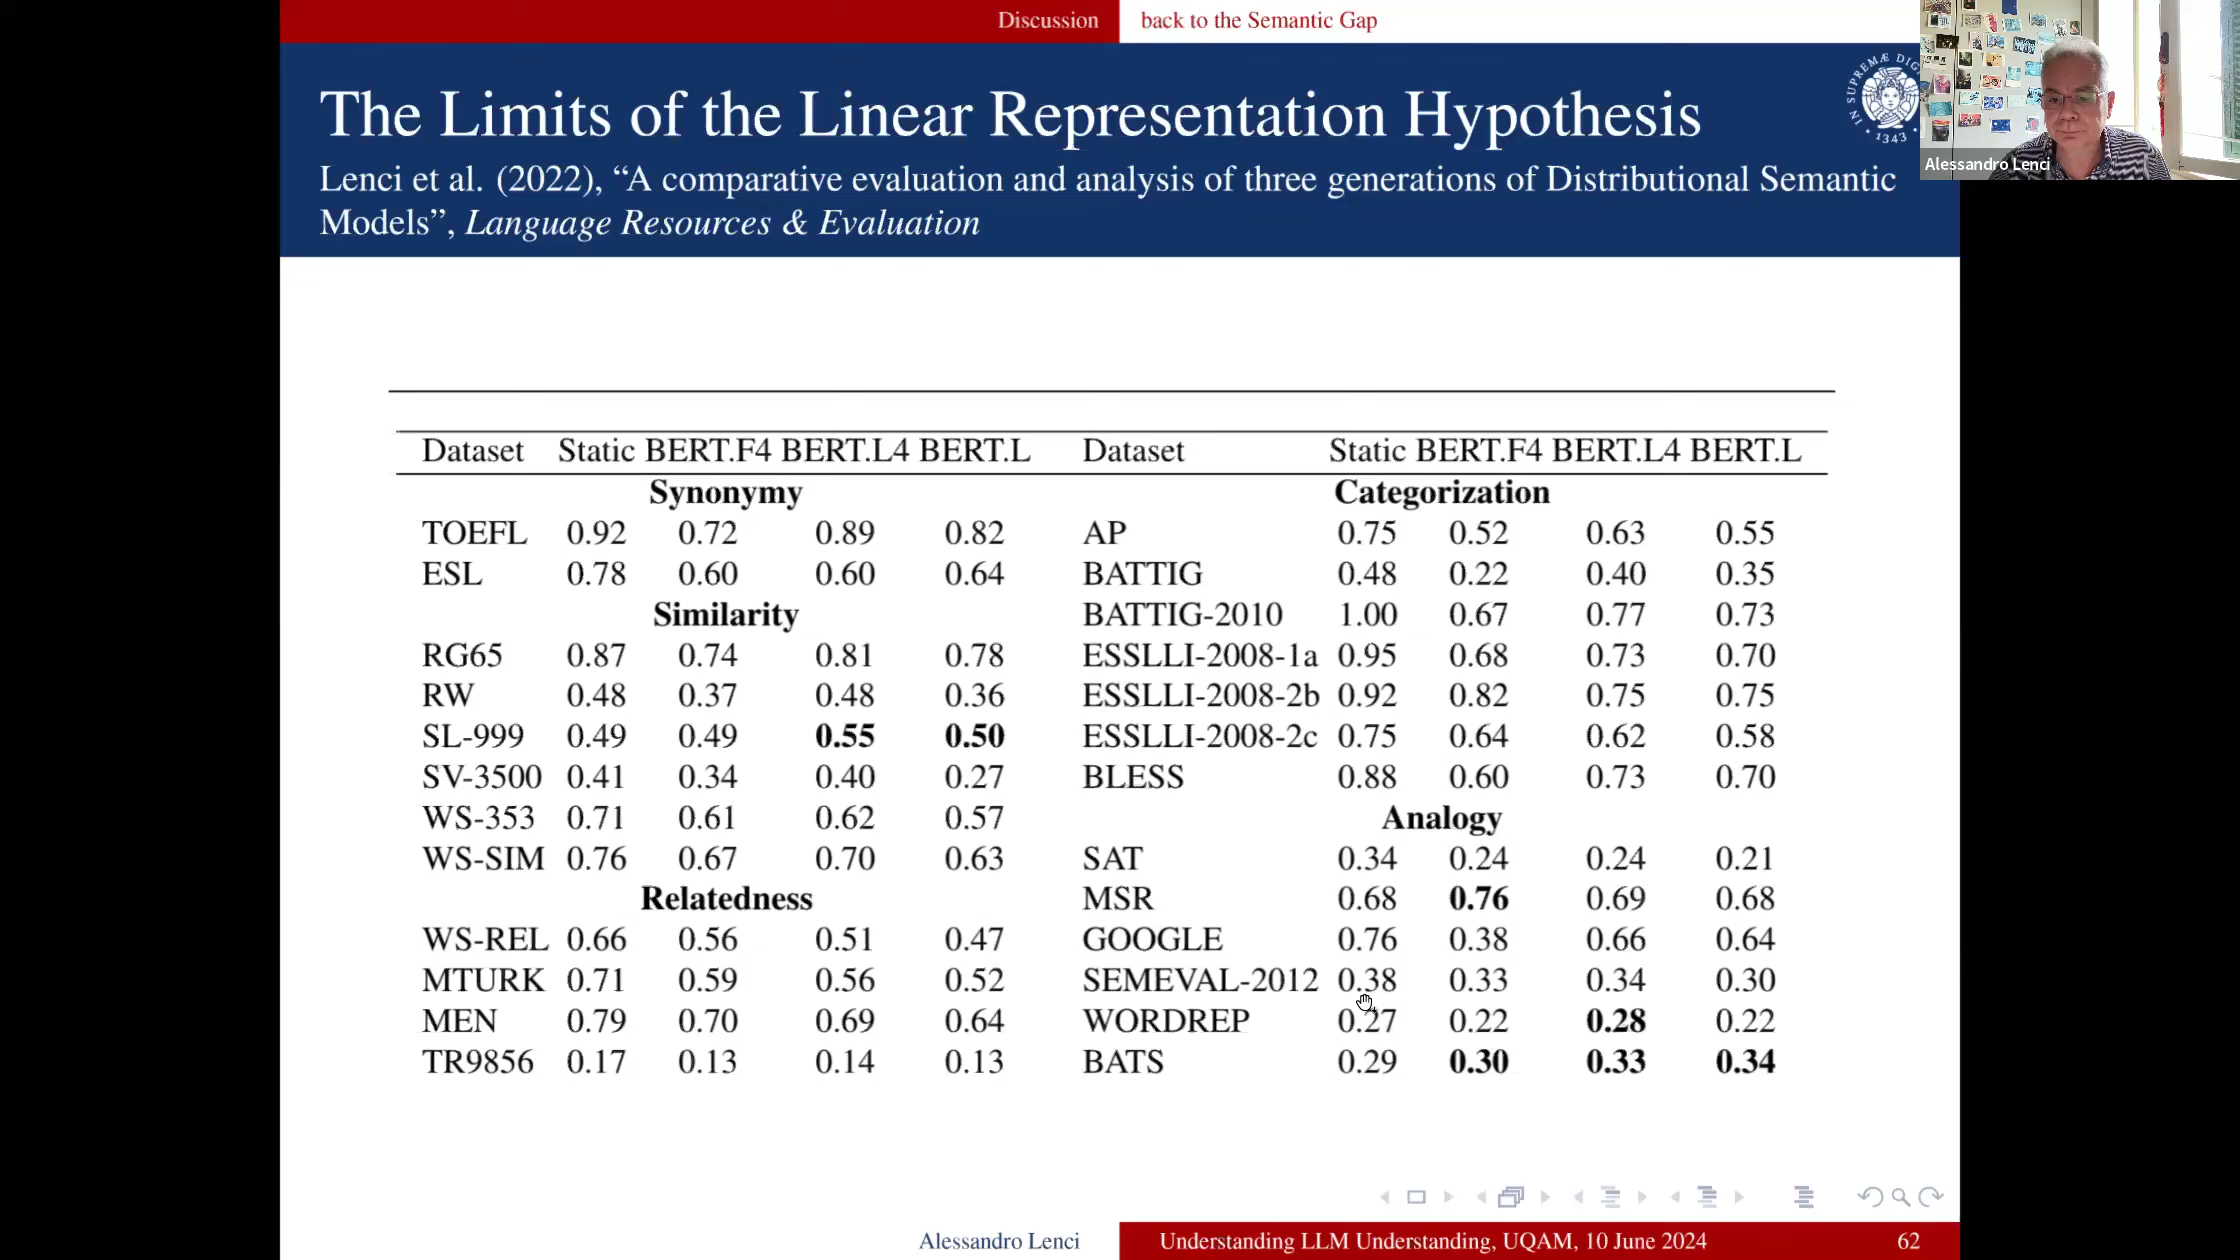 Discussion back to the Semantic Gap
The Limits of the Linear Representation Hypothesis
Lenci et al. (2022), “A comparative evaluation and analysis of three generations of Distributional Semantic
Models”, Language Resources & Evaluation
IN SUPREMÆ DIG
1343
Alessandro Lenci
Dataset Static BERT.F4 BERT.L4 BERT.L Dataset Static BERT.F4 BERT.L4 BERT.L
Synonymy Categorization
TOEFL 0.92 0.72 0.89 0.82 AP 0.75 0.52 0.63 0.55
ESL 0.78 0.60 0.60 0.64 BATTIG 0.48 0.22 0.40 0.35
Similarity BATTIG-2010 1.00 0.67 0.77 0.73
RG65 0.87 0.74 0.81 0.78 ESSLLI-2008-1a 0.95 0.68 0.73 0.70
RW 0.48 0.37 0.48 0.36 ESSLLI-2008-2b 0.92 0.82 0.75 0.75
SL-999 0.49 0.49 0.55 0.50 ESSLLI-2008-2c 0.75 0.64 0.62 0.58
SV-3500 0.41 0.34 0.40 0.27 BLESS 0.88 0.60 0.73 0.70
WS-353 0.71 0.61 0.62 0.57 Analogy
WS-SIM 0.76 0.67 0.70 0.63 SAT 0.34 0.24 0.24 0.21
Relatedness MSR 0.68 0.76 0.69 0.68
WS-REL 0.66 0.56 0.51 0.47 GOOGLE 0.76 0.38 0.66 0.64
MTURK 0.71 0.59 0.56 0.52 SEMEVAL-2012 0.38 0.33 0.34 0.30
MEN 0.79 0.70 0.69 0.64 WORDREP 0.27 0.22 0.28 0.22
TR9856 0.17 0.13 0.14 0.13 BATS 0.29 0.30 0.33 0.34
Alessandro Lenci Understanding LLM Understanding, UQAM, 10 June 2024 62